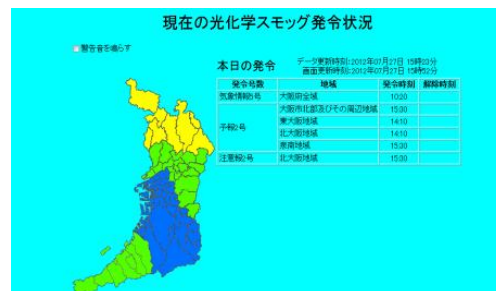 現在の光化学スモッグ発令状況
警告音を鳴らす
本日の発令
データ更新時刻:2012年07月27日 15時33分
画面更新時刻:2012年07月27日 15時52分
発令号数 地域 発令時刻 解除時刻
気象情報5号 大阪府全域 10:20
予報2号 大阪市北部及びその周辺地域 15:30
東大阪地域 14:10
北大阪地域 14:10
泉南地域 15:30
注意報2号 北大阪地域 15:30